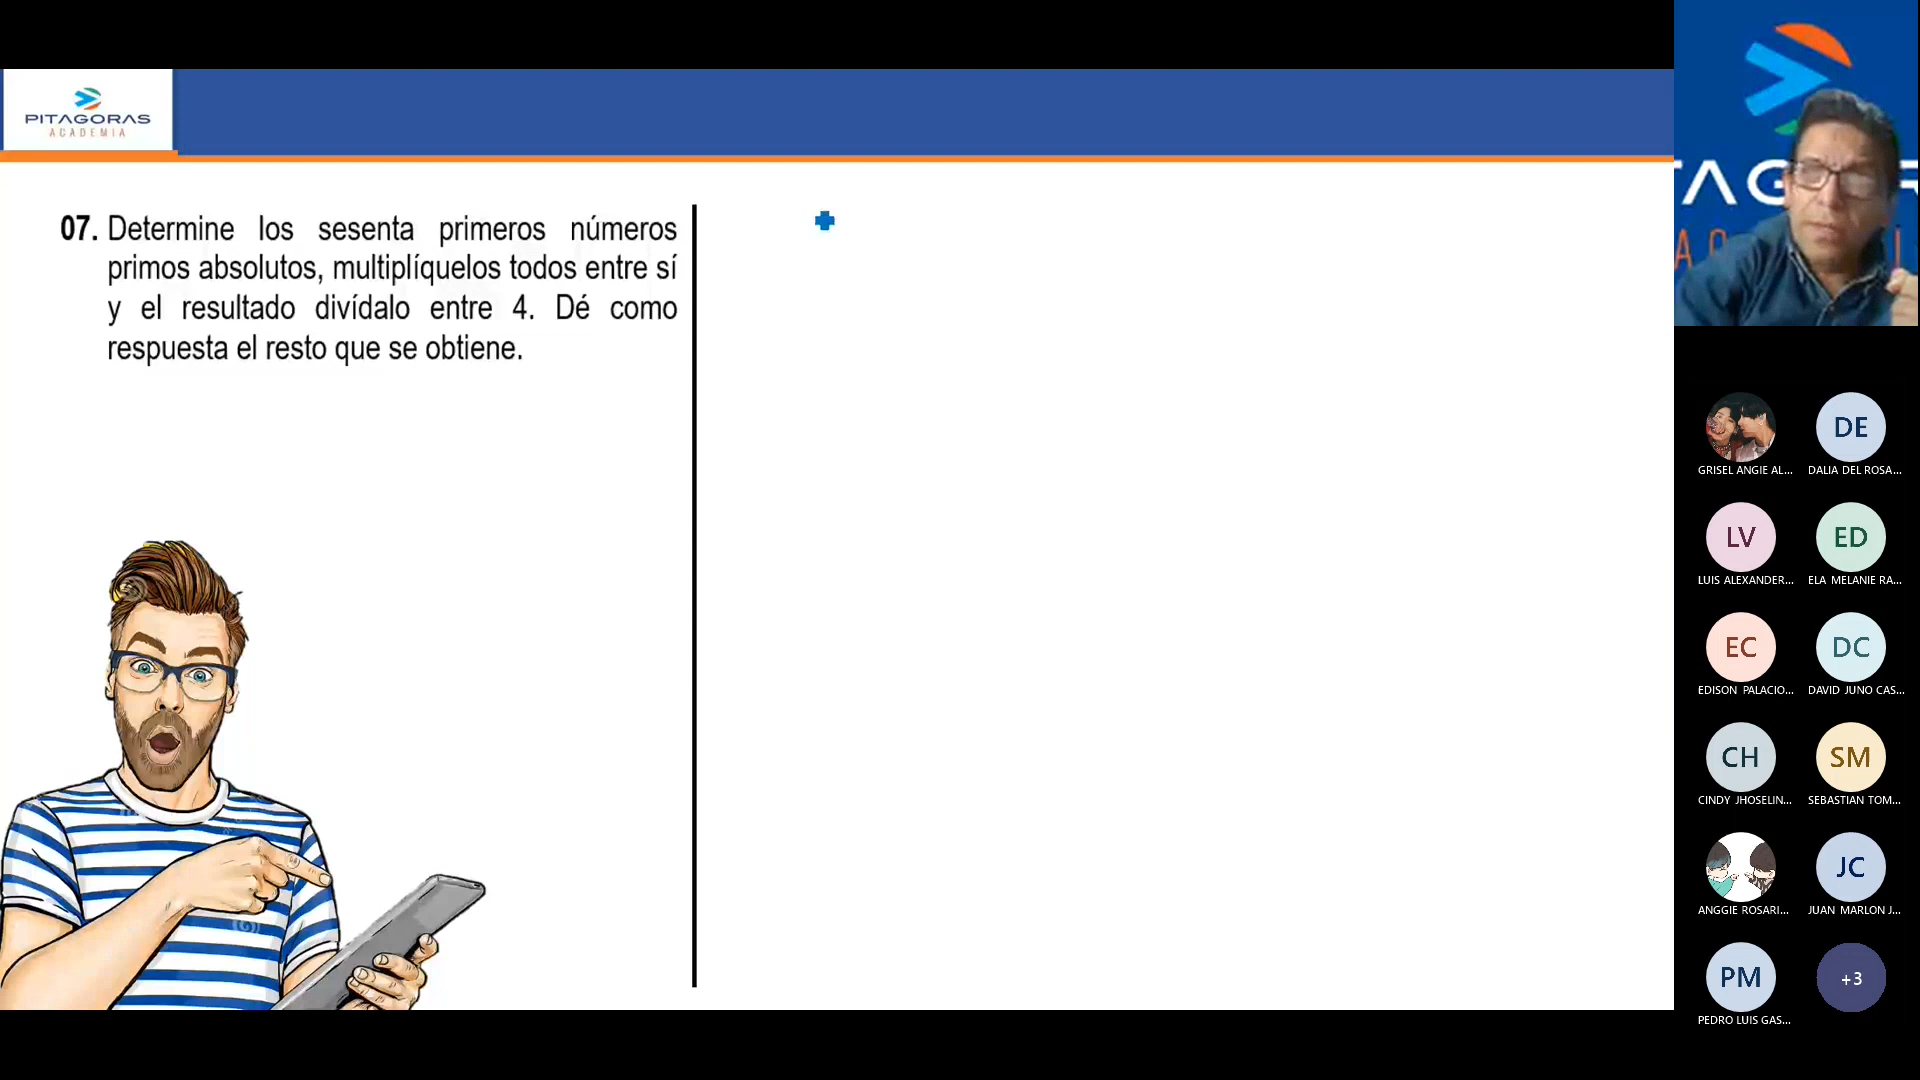 PITAGORAS
ACADEMIA
07. Determine los sesenta primeros números
primos absolutos, multiplíquelos todos entre sí
y el resultado divídalo entre 4. Dé como
respuesta el resto que se obtiene.
DE
GRISEL ANGIE AL...
DALIA DEL ROSA...
LV
ED
LUIS ALEXANDER...
ELA MELANIE RA...
EC
DC
EDISON PALACIO...
DAVID JUNO CAS...
CH
SM
CINDY JHOSELIN...
SEBASTIAN TOM...
JC
ANGGIE ROSARI...
JUAN MARLON J...
PM
+3
PEDRO LUIS GAS...